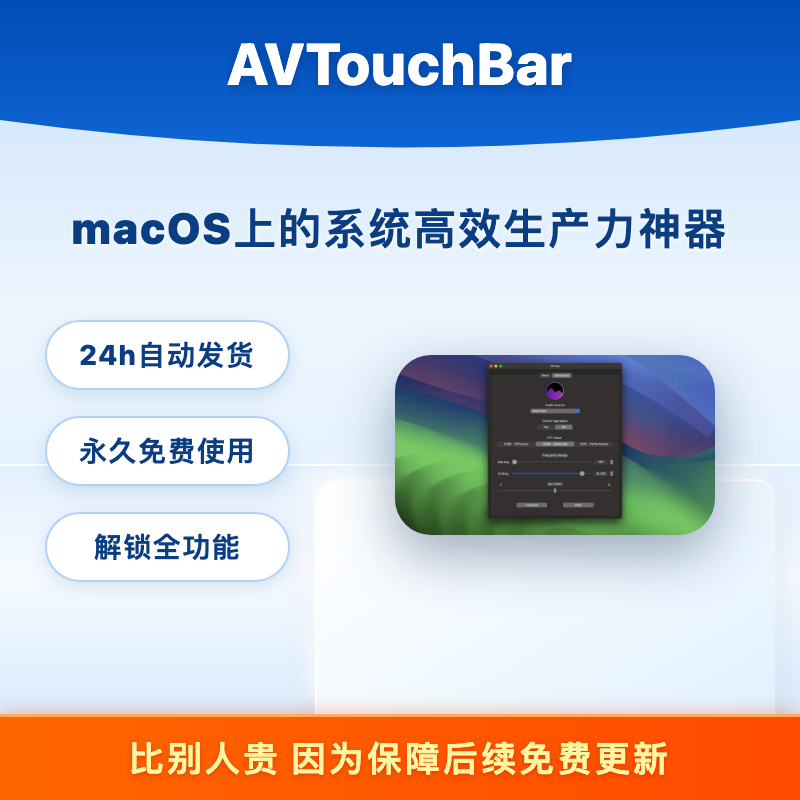 AVTouchBar
macOS上的系统高效生产力神器
24h自动发货
永久免费使用
解锁全功能
比别人贵 因为保障后续免费更新